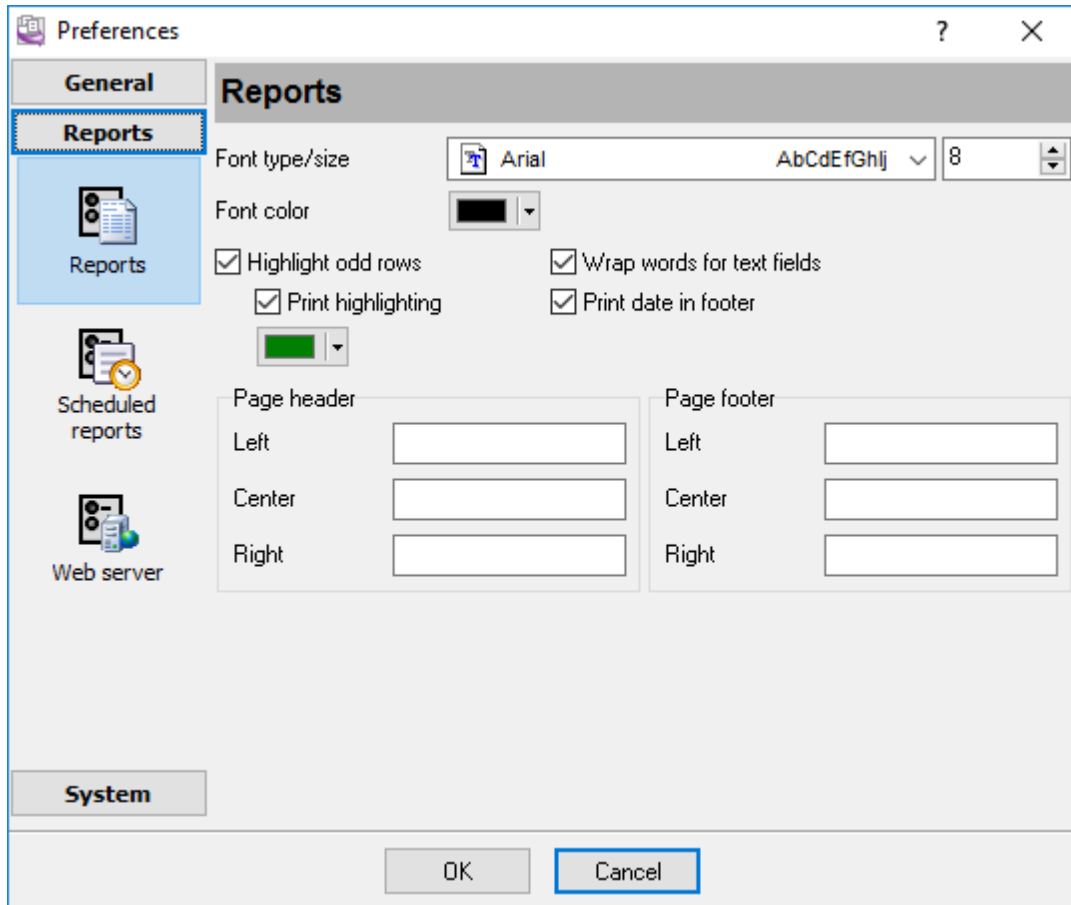 Preferences ?
General
Reports
Reports
Font type/size Arial AbCdEfGhIj 8
Font color
Reports
Highlight odd rows Wrap words for text fields
Print highlighting Print date in footer
Scheduled
reports
Page header Page footer
Left Left
Center Center
Web server
Right Right
System
OK Cancel